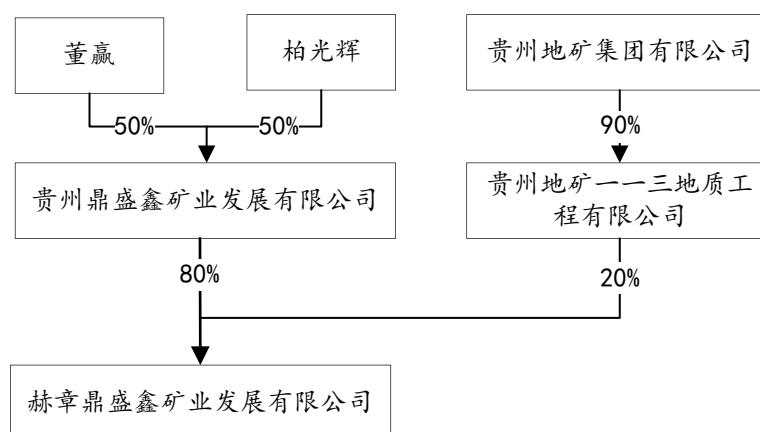 董赢
柏光辉
贵州地矿集团有限公司
50%
50%
90%
贵州鼎盛鑫矿业发展有限公司
贵州地矿一一三地质工
程有限公司
80%
20%
赫章鼎盛鑫矿业发展有限公司